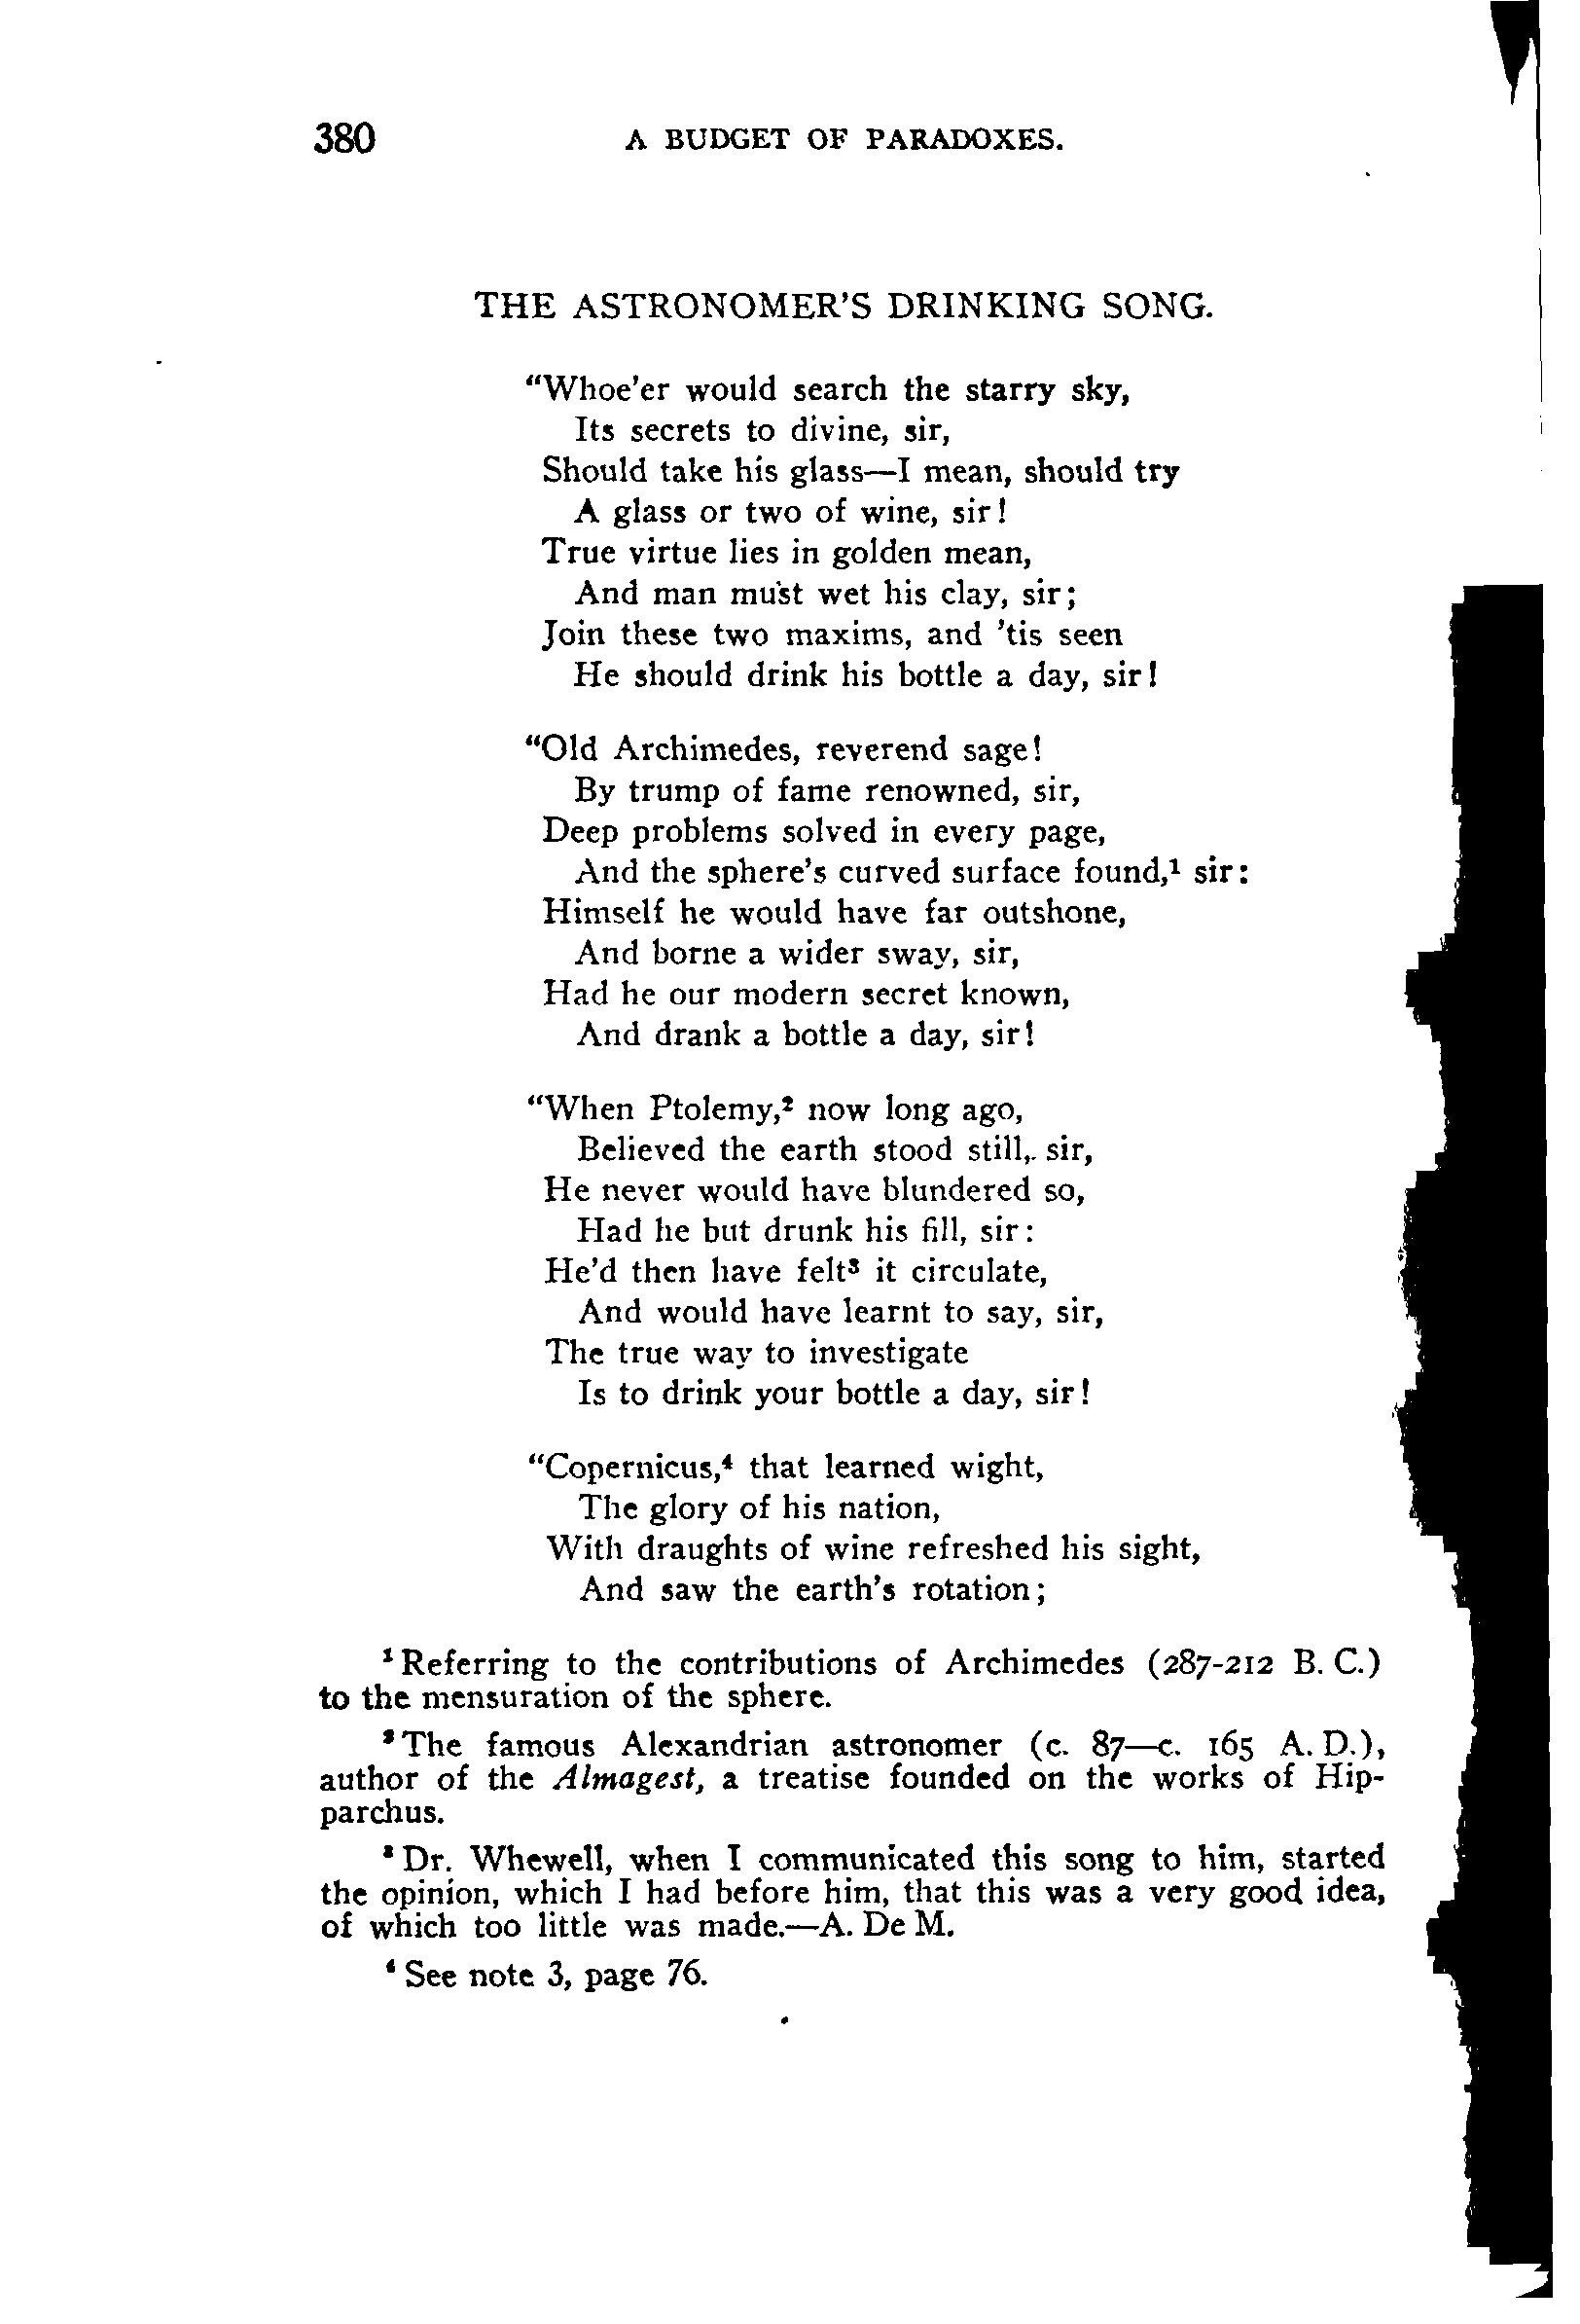 380 A BUDGET OF PARADOXES.
THE ASTRONOMER'S DRINKING SONG.
"Whoe'er would search the starry sky,
Its secrets to divine, sir,
Should take his glass—I mean, should try
A glass or two of wine, sir!
True virtue lies in golden mean,
And man must wet his clay, sir;
Join these two maxims, and 'tis seen
He should drink his bottle a day, sir!
"Old Archimedes, reverend sage!
By trump of fame renowned, sir,
Deep problems solved in every page,
And the sphere's curved surface found,¹ sir:
Himself he would have far outshone,
And borne a wider sway, sir,
Had he our modern secret known,
And drank a bottle a day, sir!
"When Ptolemy,² now long ago,
Believed the earth stood still, sir,
He never would have blundered so,
Had he but drunk his fill, sir:
He'd then have felt³ it circulate,
And would have learnt to say, sir,
The true way to investigate
Is to drink your bottle a day, sir!
"Copernicus,⁴ that learned wight,
The glory of his nation,
With draughts of wine refreshed his sight,
And saw the earth's rotation;
¹ Referring to the contributions of Archimedes (287-212 B. C.)
to the mensuration of the sphere.
² The famous Alexandrian astronomer (c. 87—c. 165 A. D.),
author of the Almagest, a treatise founded on the works of Hip-
parchus.
³ Dr. Whewell, when I communicated this song to him, started
the opinion, which I had before him, that this was a very good idea,
of which too little was made.—A. De M.
⁴ See note 3, page 76.